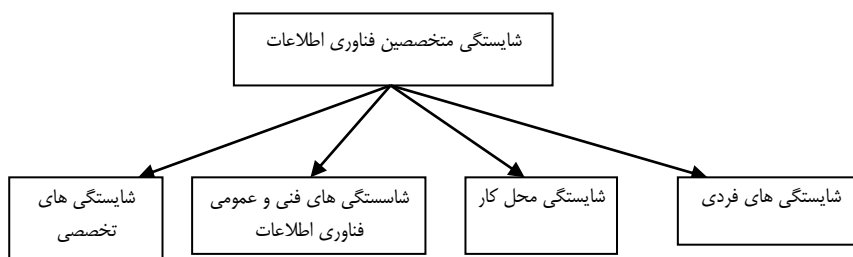 شایستگی متخصصین فناوری اطلاعات
شایستگی های فردی
شایستگی محل کار
شاسستگی های فنی و عمومی
فناوری اطلاعات
شایستگی های
تخصصی